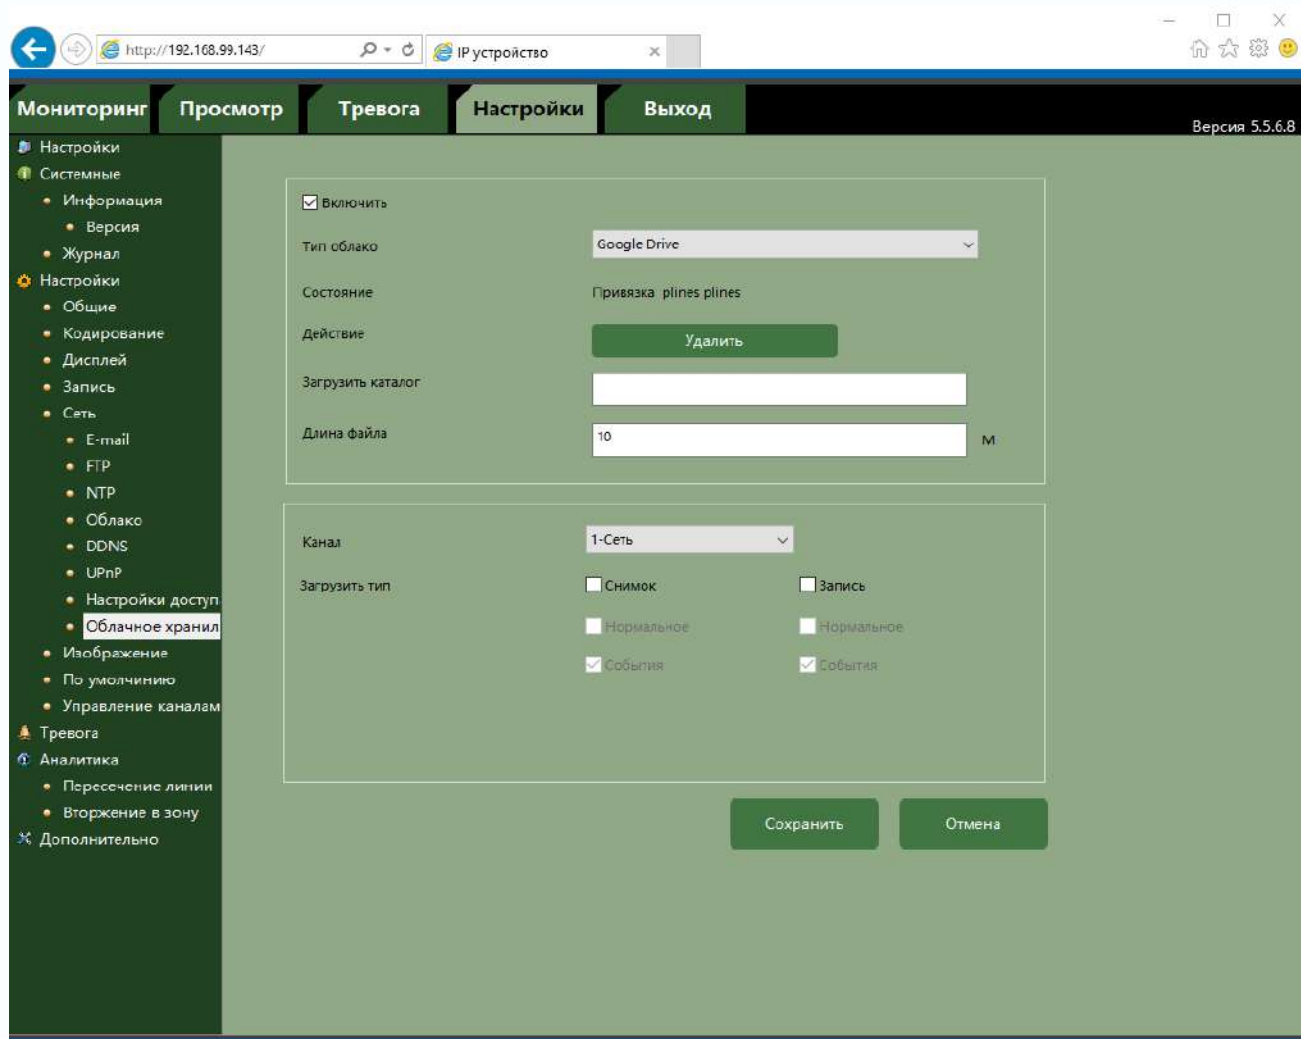 http://192.168.99.143/
IP устройство
Мониторинг Просмотр Тревога Настройки Выход
Версия 5.5.6.8
Настройки
Системные
Информация
Версия
Журнал
Настройки
Общие
Кодирование
Дисплей
Запись
Сеть
E-mail
FTP
NTP
Облако
DDNS
UPnP
Настройки доступ
Облачное хранил
Изображение
По умолчинию
Управление каналам
Тревога
Аналитика
Пересечение линии
Вторжение в зону
Дополнительно
Включить
Тип облако Google Drive
Состояние Привязка plines plines
Действие Удалить
Загрузить каталог
Длина файла 10 М
Канал 1-Сеть
Загрузить тип Снимок Запись
Нормальное Нормальное
События События
Сохранить Отмена